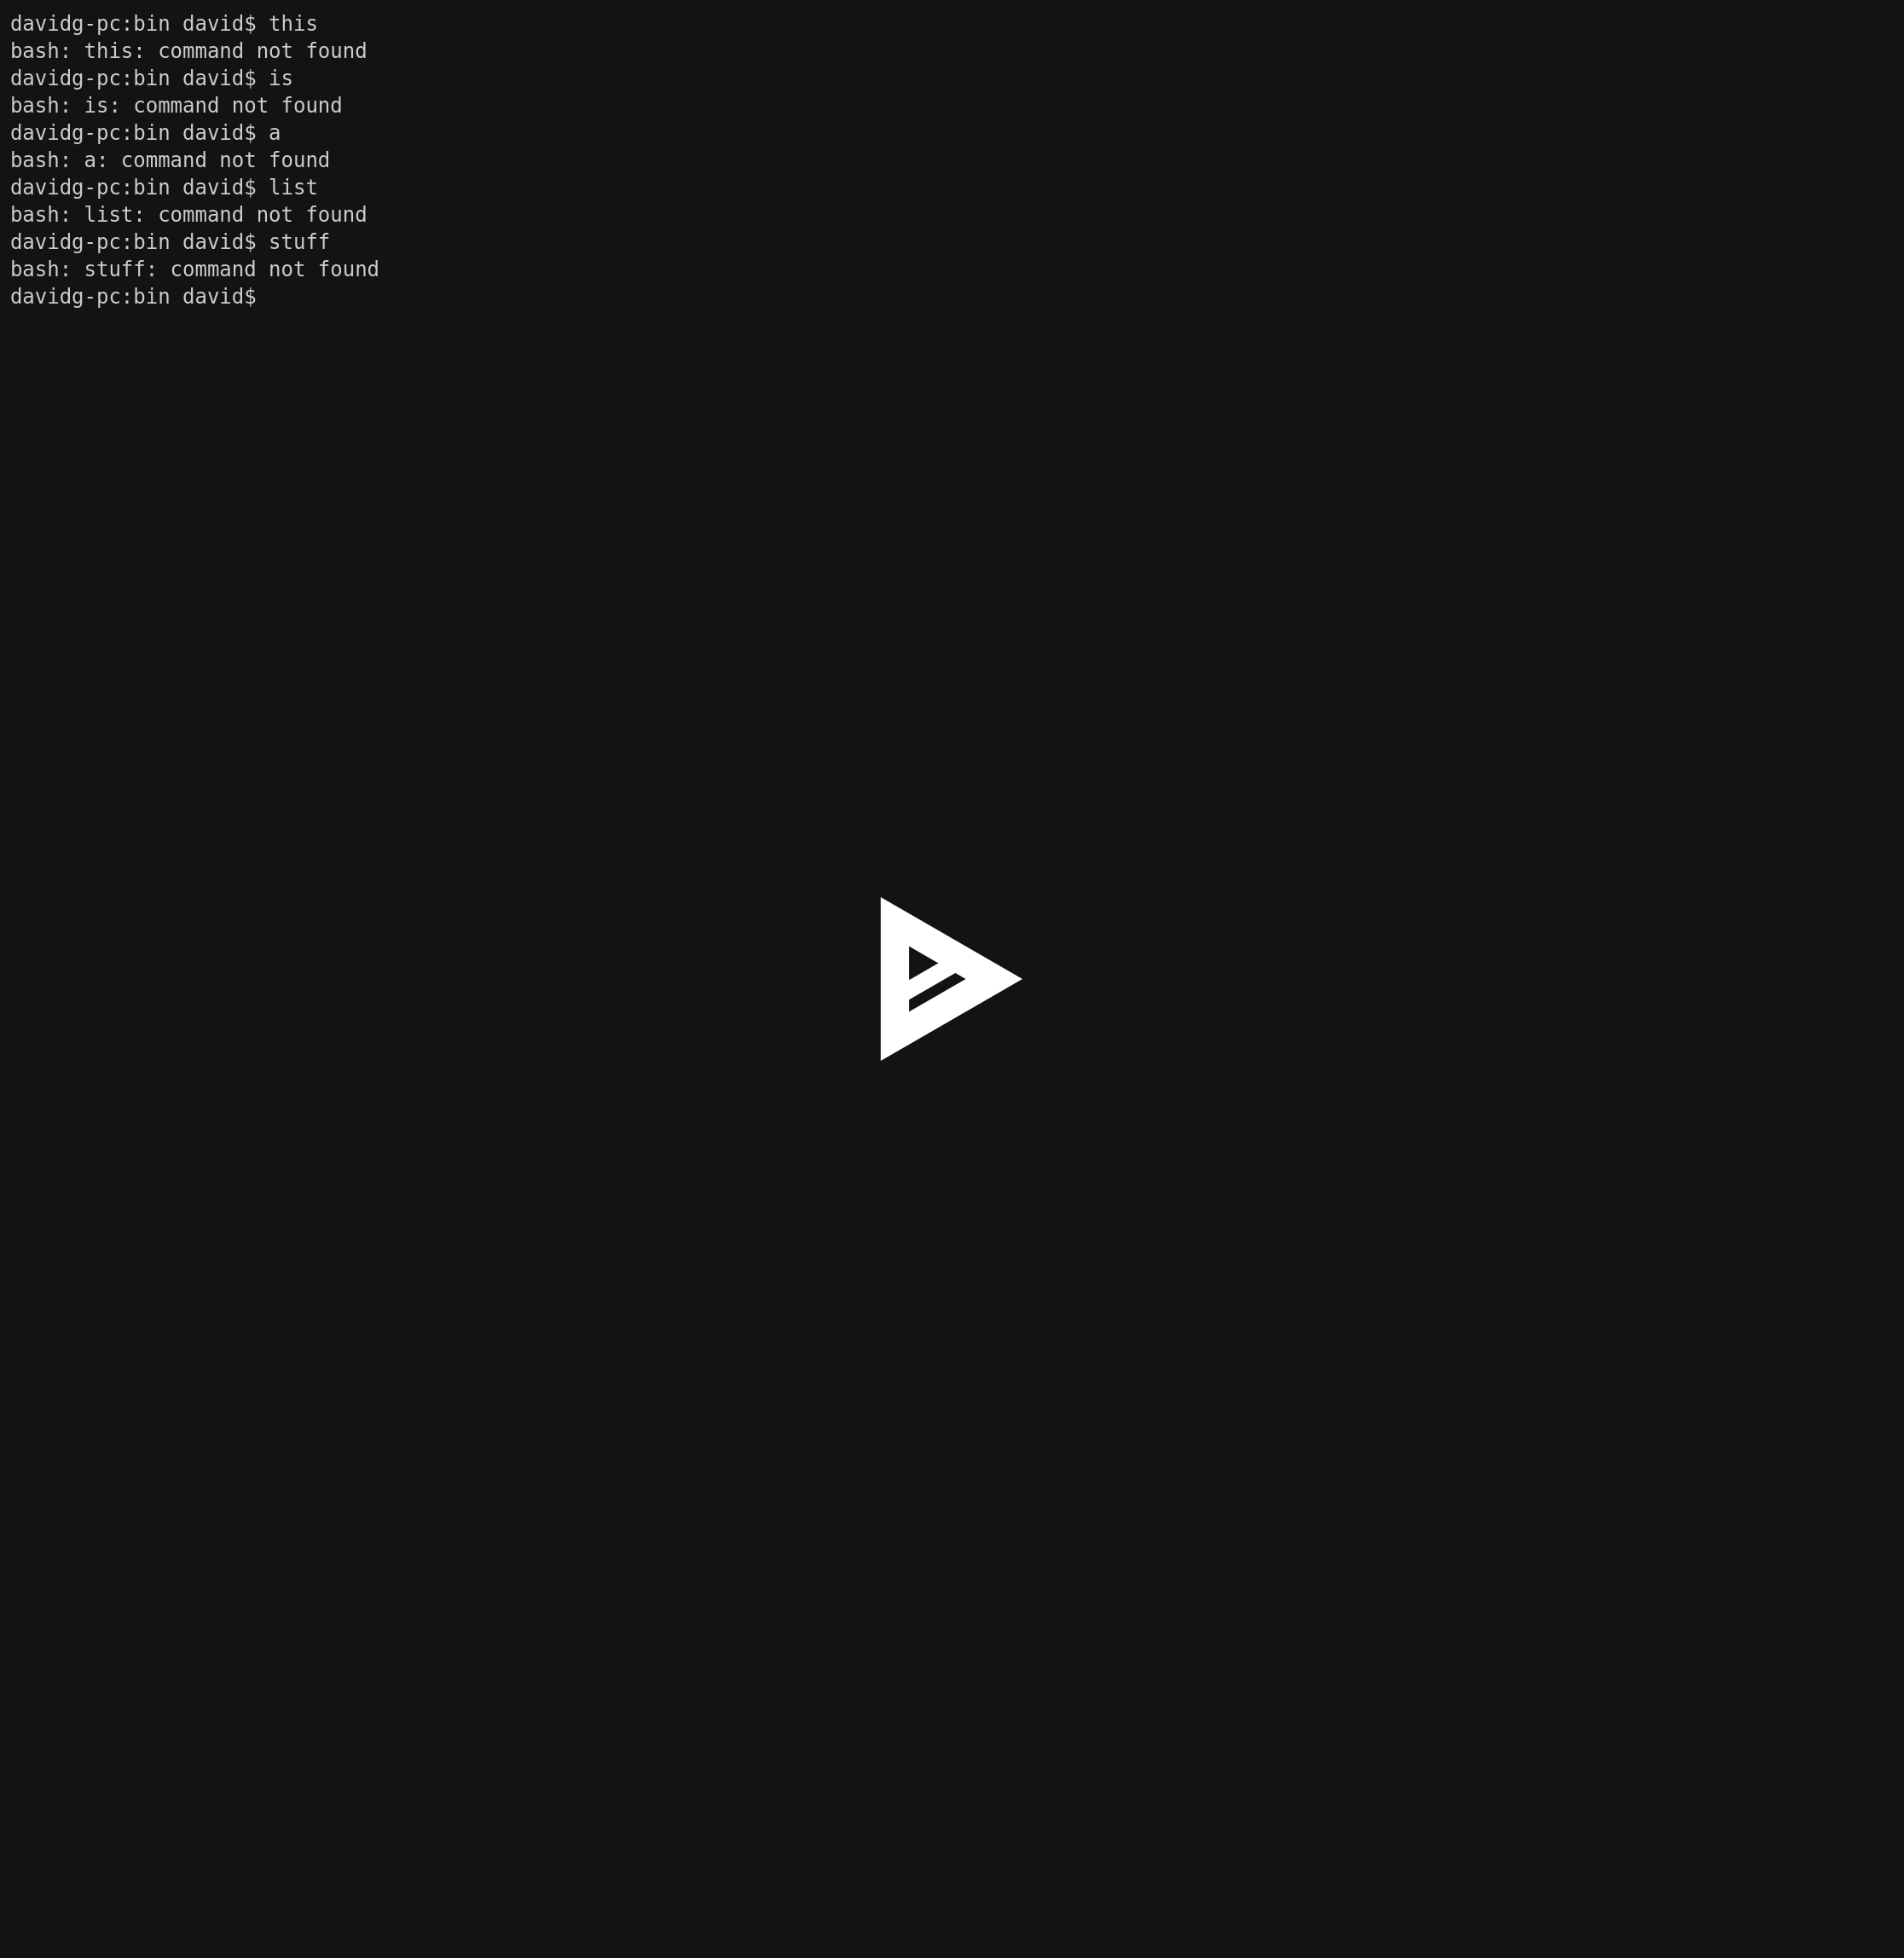 davidg-pc:bin david$ this
bash: this: command not found
davidg-pc:bin david$ is
bash: is: command not found
davidg-pc:bin david$ a
bash: a: command not found
davidg-pc:bin david$ list
bash: list: command not found
davidg-pc:bin david$ stuff
bash: stuff: command not found
davidg-pc:bin david$